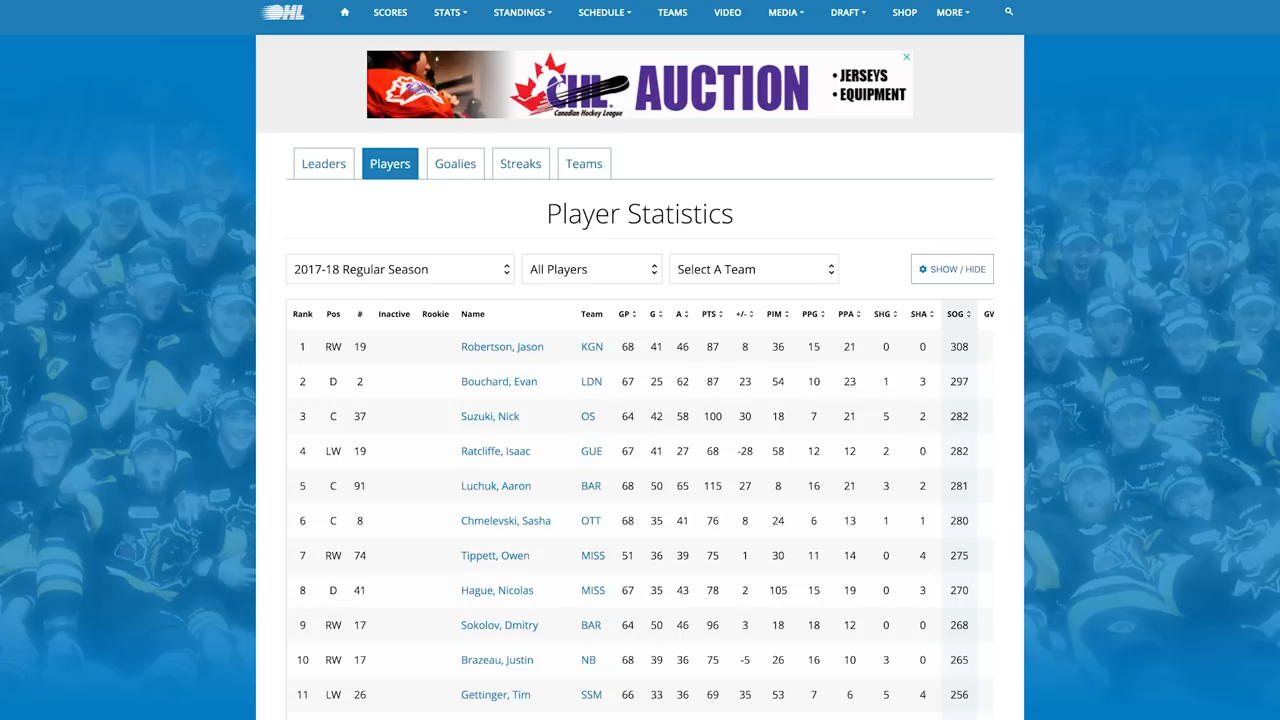 OHL SCORES STATS STANDINGS SCHEDULE TEAMS VIDEO MEDIA DRAFT SHOP MORE
CHL AUCTION
Canadian Hockey League
• JERSEYS
• EQUIPMENT
Leaders Players Goalies Streaks Teams
Player Statistics
2017-18 Regular Season All Players Select A Team SHOW / HIDE
Rank Pos # Inactive Rookie Name Team GP G A PTS +/- PIM PPG PPA SHG SHA SOG GW
1 RW 19 Robertson, Jason KGN 68 41 46 87 8 36 15 21 0 0 308
2 D 2 Bouchard, Evan LDN 67 25 62 87 23 54 10 23 1 3 297
3 C 37 Suzuki, Nick OS 64 42 58 100 30 18 7 21 5 2 282
4 LW 19 Ratcliffe, Isaac GUE 67 41 27 68 -28 58 12 12 2 0 282
5 C 91 Luchuk, Aaron BAR 68 50 65 115 27 8 16 21 3 2 281
6 C 8 Chmelevski, Sasha OTT 68 35 41 76 8 24 6 13 1 1 280
7 RW 74 Tippett, Owen MISS 51 36 39 75 1 30 11 14 0 4 275
8 D 41 Hague, Nicolas MISS 67 35 43 78 2 105 15 19 0 3 270
9 RW 17 Sokolov, Dmitry BAR 64 50 46 96 3 18 18 12 0 0 268
10 RW 17 Brazeau, Justin NB 68 39 36 75 -5 26 16 10 3 0 265
11 LW 26 Gettinger, Tim SSM 66 33 36 69 35 53 7 6 5 4 256